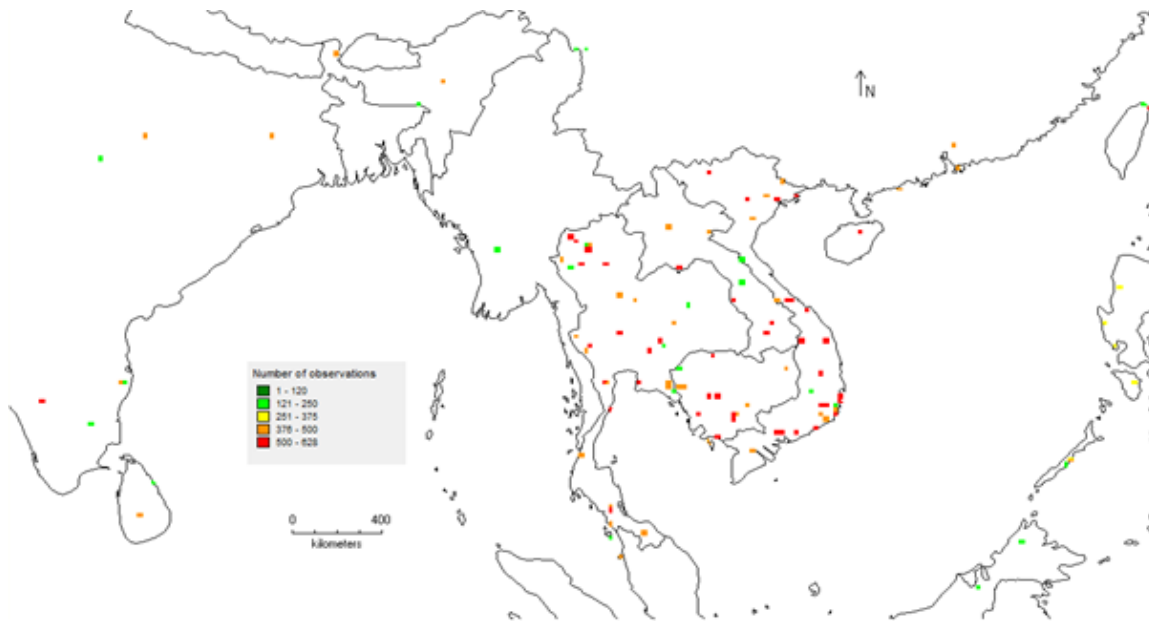 N
Number of observations
1 - 120
121 - 250
251 - 375
376 - 500
500 - 628
0 400
kilometers